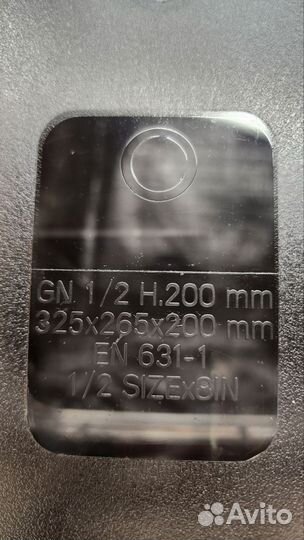 GN 1/2 H.200 mm
325x265x200 mm
EN 631-1
1/2 SIZEx8IN
Avito